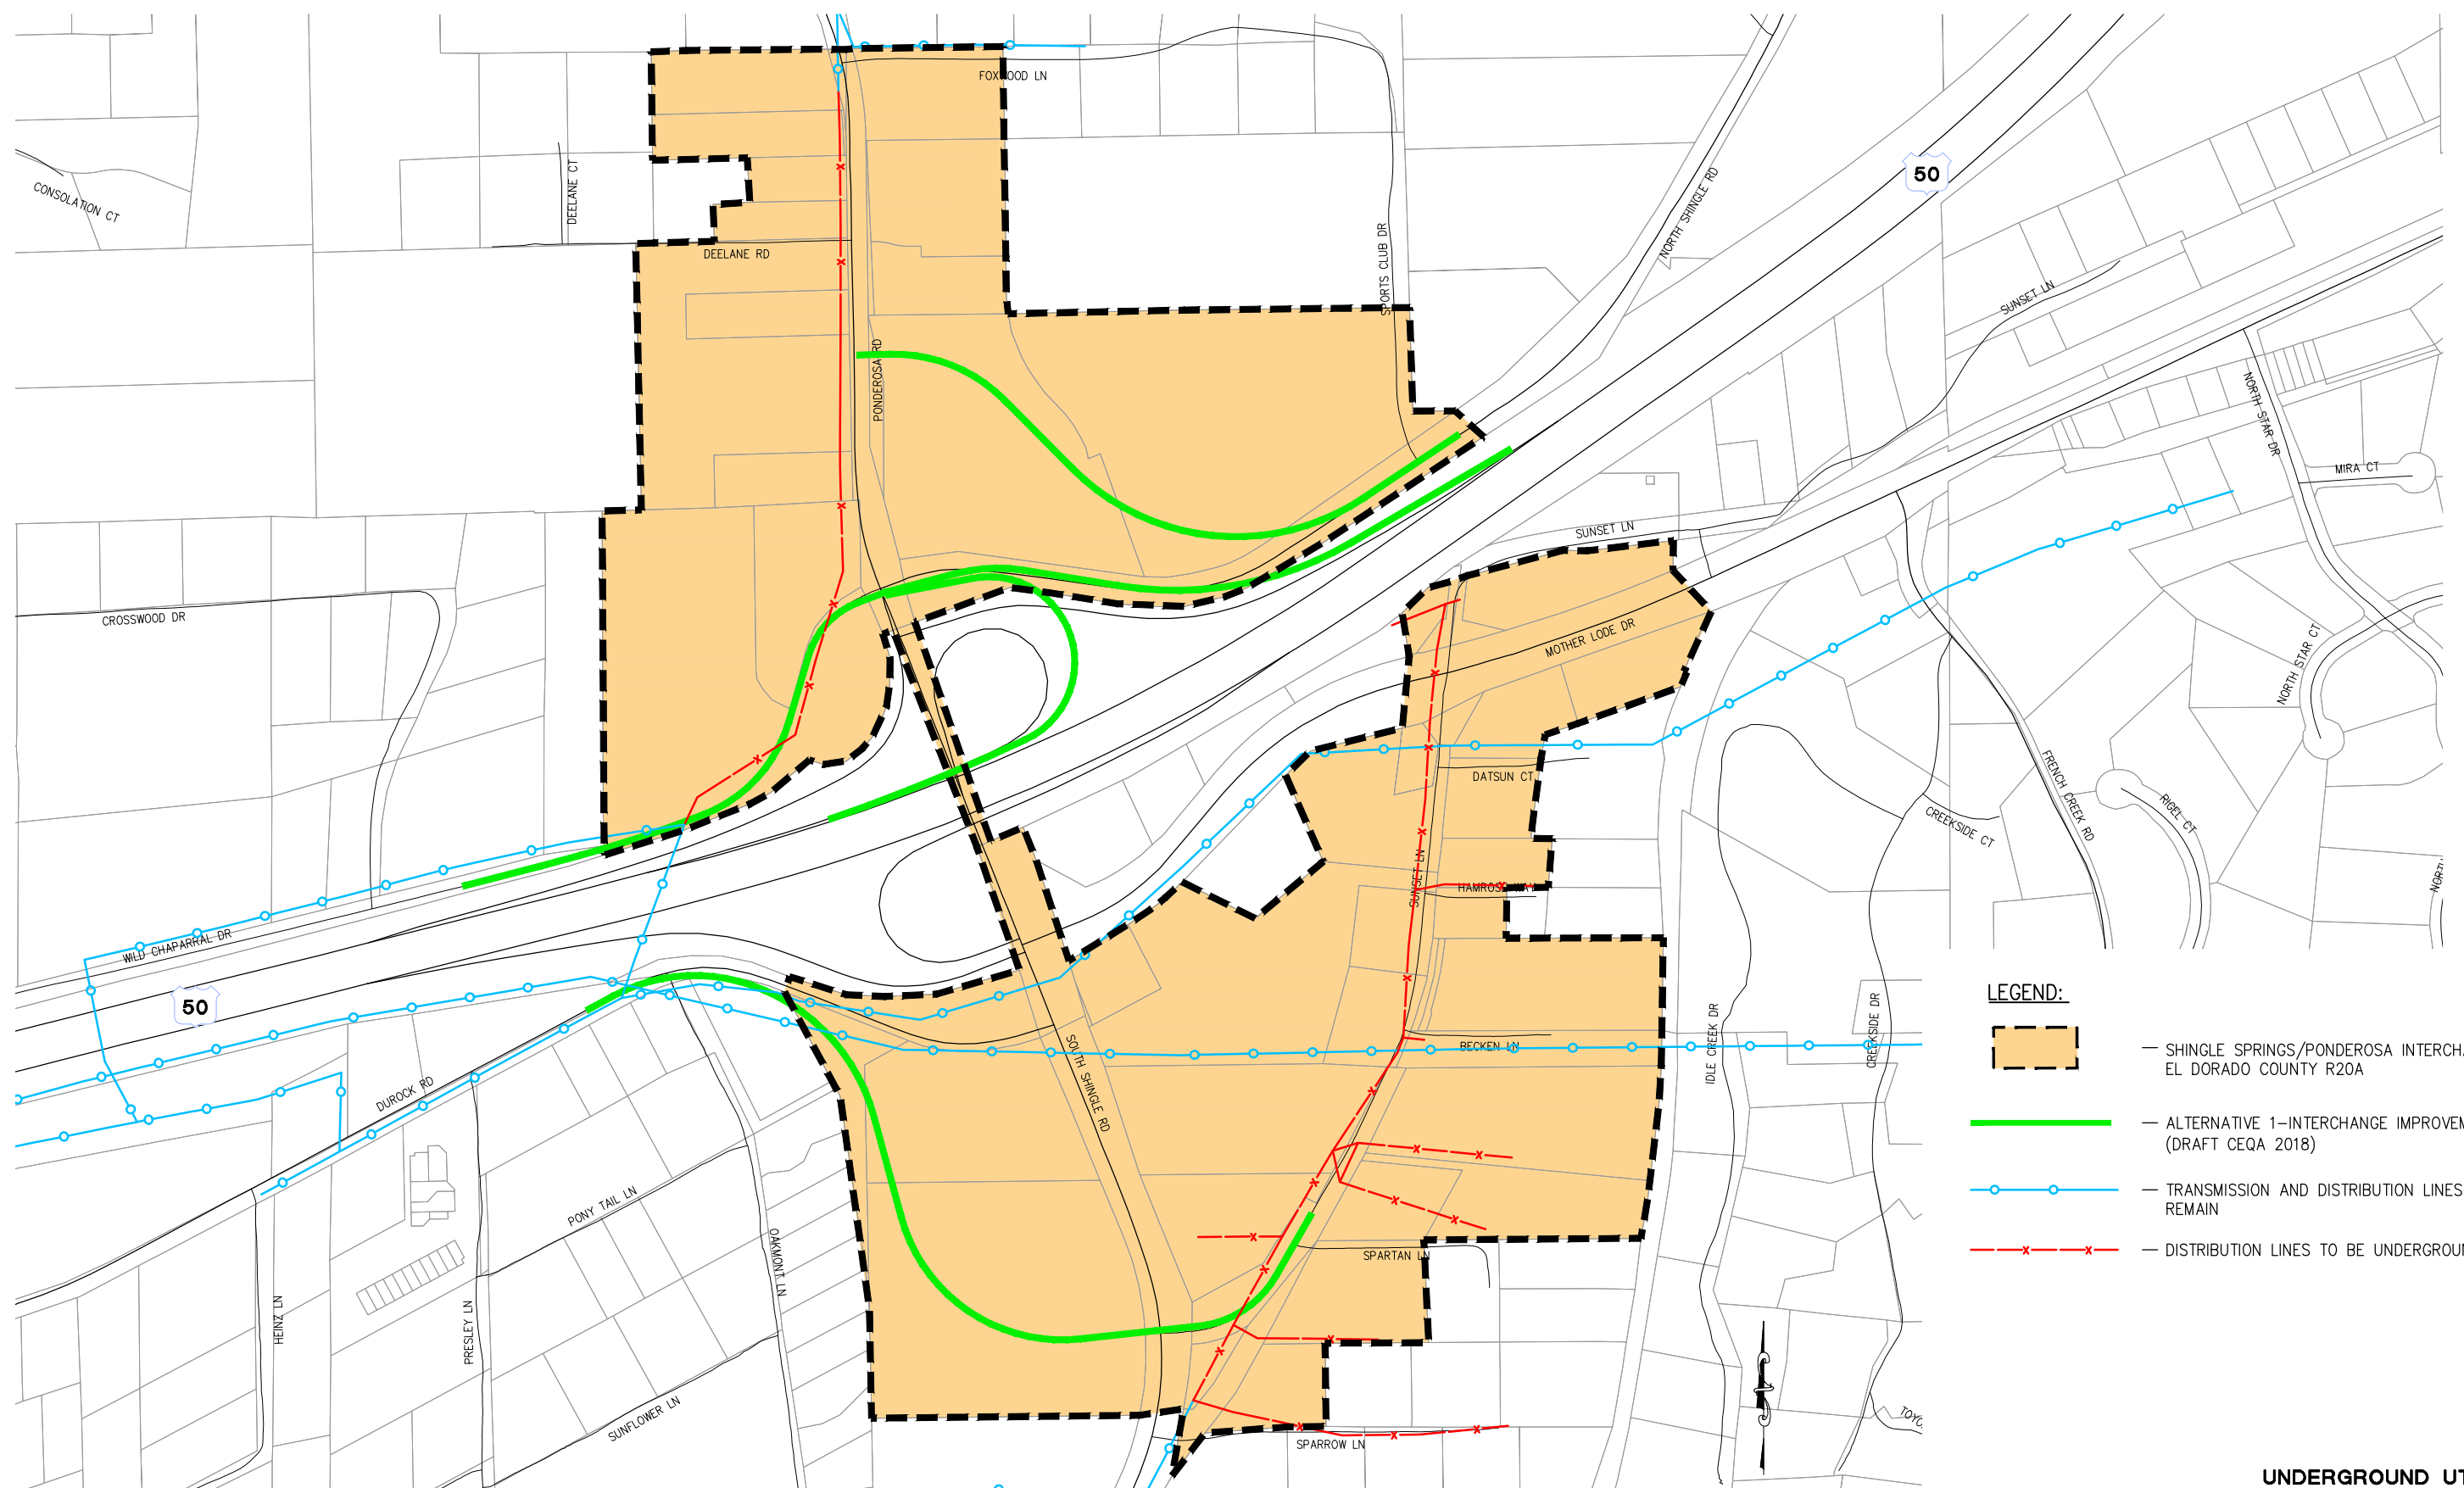 FOXWOOD LN
CONSOLATION CT
DEELANE CT
DEELANE RD
PONDEROSA RD
SPORTS CLUB DR
NORTH SHINGLE RD
50
SUNSET LN
NORTH STAR DR
MIRA CT
CROSSWOOD DR
SUNSET LN
MOTHER LODE DR
NORTH STAR CT
DATSUN CT
FRENCH CREEK RD
RIGEL CT
CREEKSIDE CT
SUNSET LN
HAMROSE WAY
WILD CHAPARRAL DR
50
DUROCK RD
SOUTH SHINGLE RD
BECKEN LN
IDLE CREEK DR
CREEKSIDE DR
PONY TAIL LN
OAKMONT LN
SPARTAN LN
HEINZ LN
PRESLEY LN
SUNFLOWER LN
SPARROW LN
LEGEND:
SHINGLE SPRINGS/PONDEROSA INTERCH
EL DORADO COUNTY R20A
ALTERNATIVE 1-INTERCHANGE IMPROVEM
(DRAFT CEQA 2018)
TRANSMISSION AND DISTRIBUTION LINES
REMAIN
DISTRIBUTION LINES TO BE UNDERGROU
UNDERGROUND UT